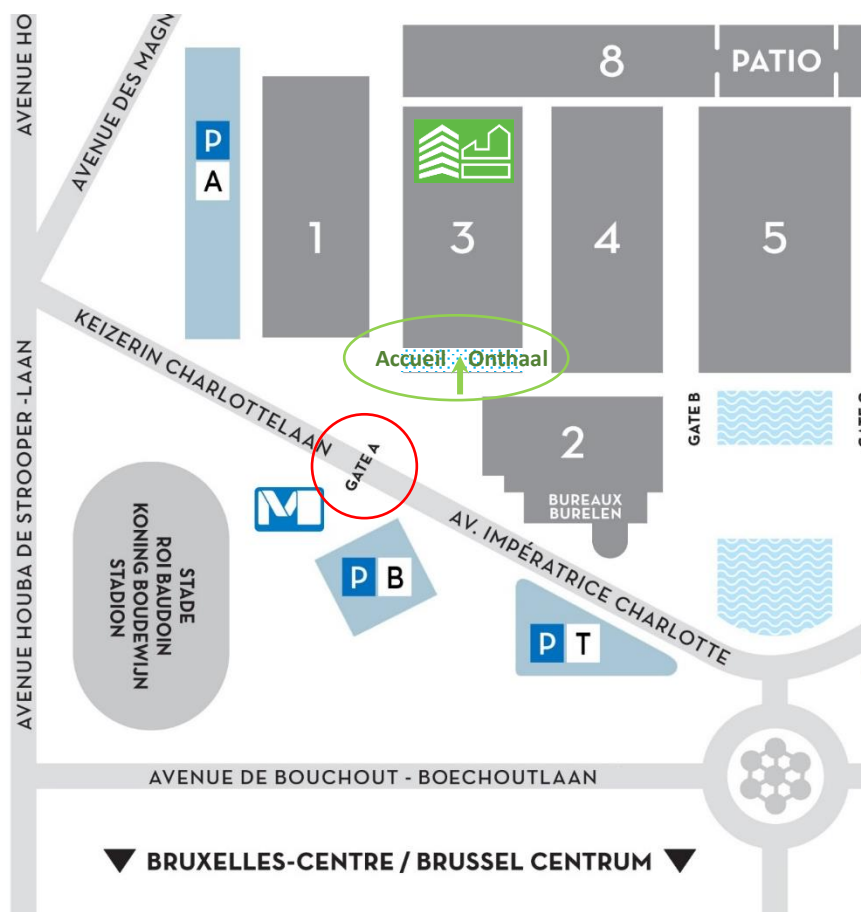 AVENUE HO
AVENUE DES MAGN
P
A
1
8
PATIO
3
4
5
Accueil Onthaal
KEIZERIN CHARLOTTELAAN
GATE A
2
BUREAUX
BURELEN
GATE B
M
P B
AV. IMPÉRATRICE CHARLOTTE
P T
STADE
ROI BAUDOIN
KONING BOUDEWIJN
STADION
AVENUE HOUBA DE STROOPER -LAAN
AVENUE DE BOUCHOUT - BOECHOUTLAAN
BRUXELLES-CENTRE / BRUSSEL CENTRUM